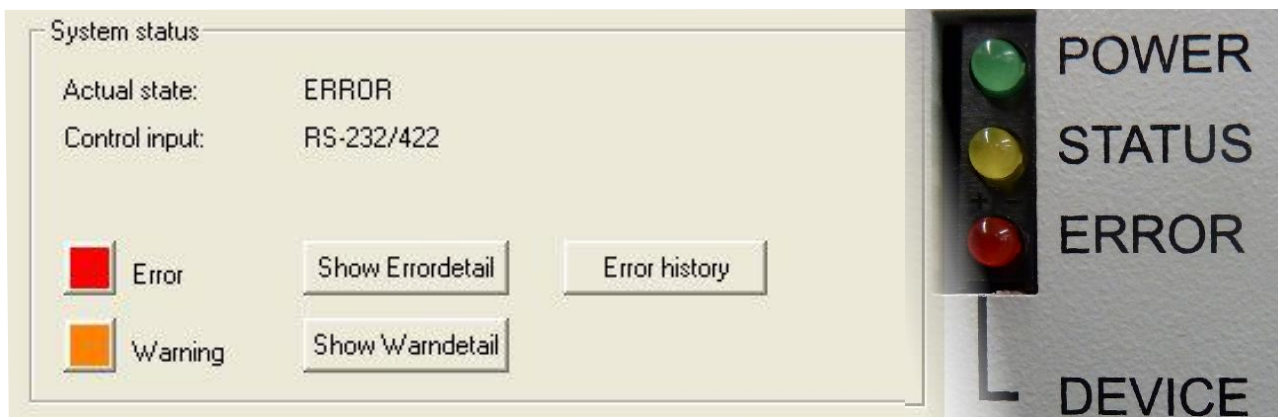 System status
Actual state: ERROR
Control input: RS-232/422
Error Show Errordetail Error history
Warning Show Warndetail
POWER
STATUS
+ -
ERROR
DEVICE